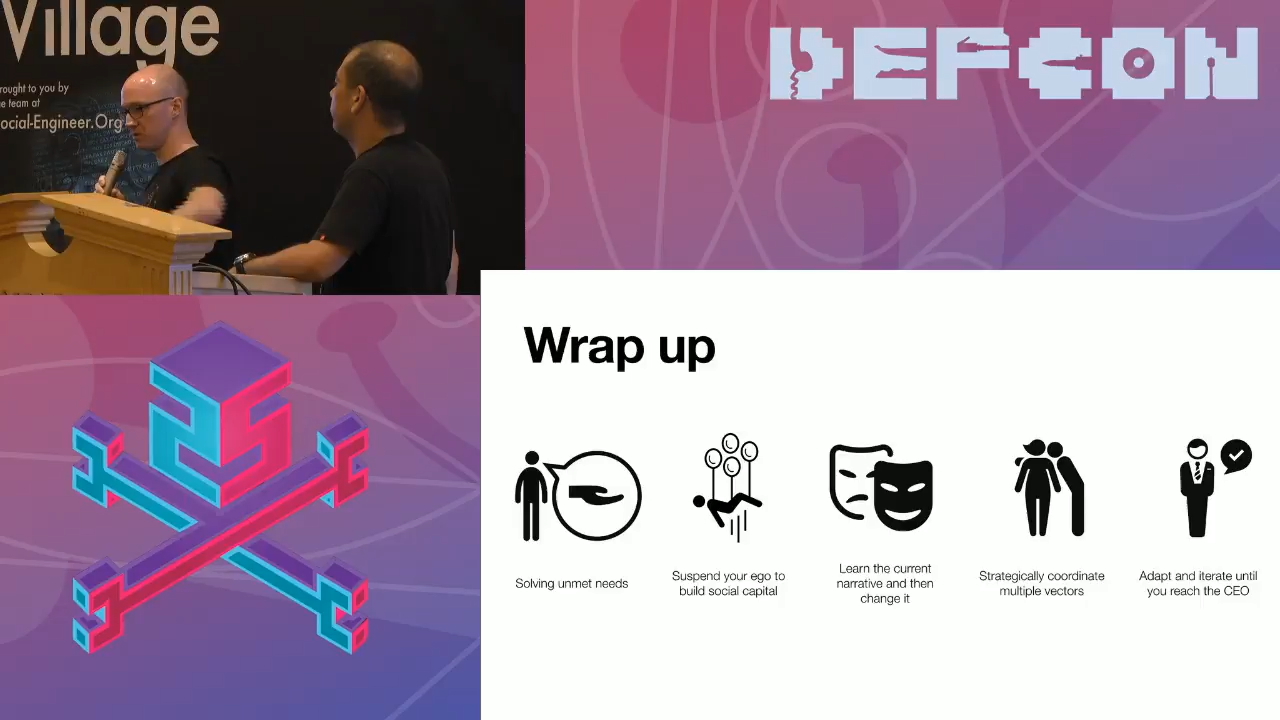 Village
rought to you by
e team at
ocial-Engineer.Org
DEFCON
Wrap up
Solving unmet needs
Suspend your ego to
build social capital
Learn the current
narrative and then
change it
Strategically coordinate
multiple vectors
Adapt and iterate until
you reach the CEO